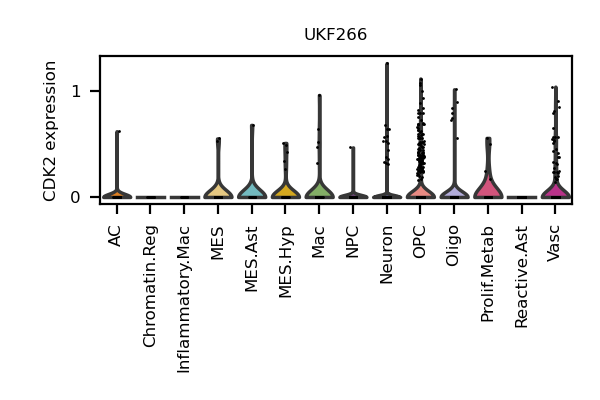 UKF266
CDK2 expression
1
0
AC
Chromatin.Reg
Inflammatory.Mac
MES
MES.Ast
MES.Hyp
Mac
NPC
Neuron
OPC
Oligo
Prolif.Metab
Reactive.Ast
Vasc